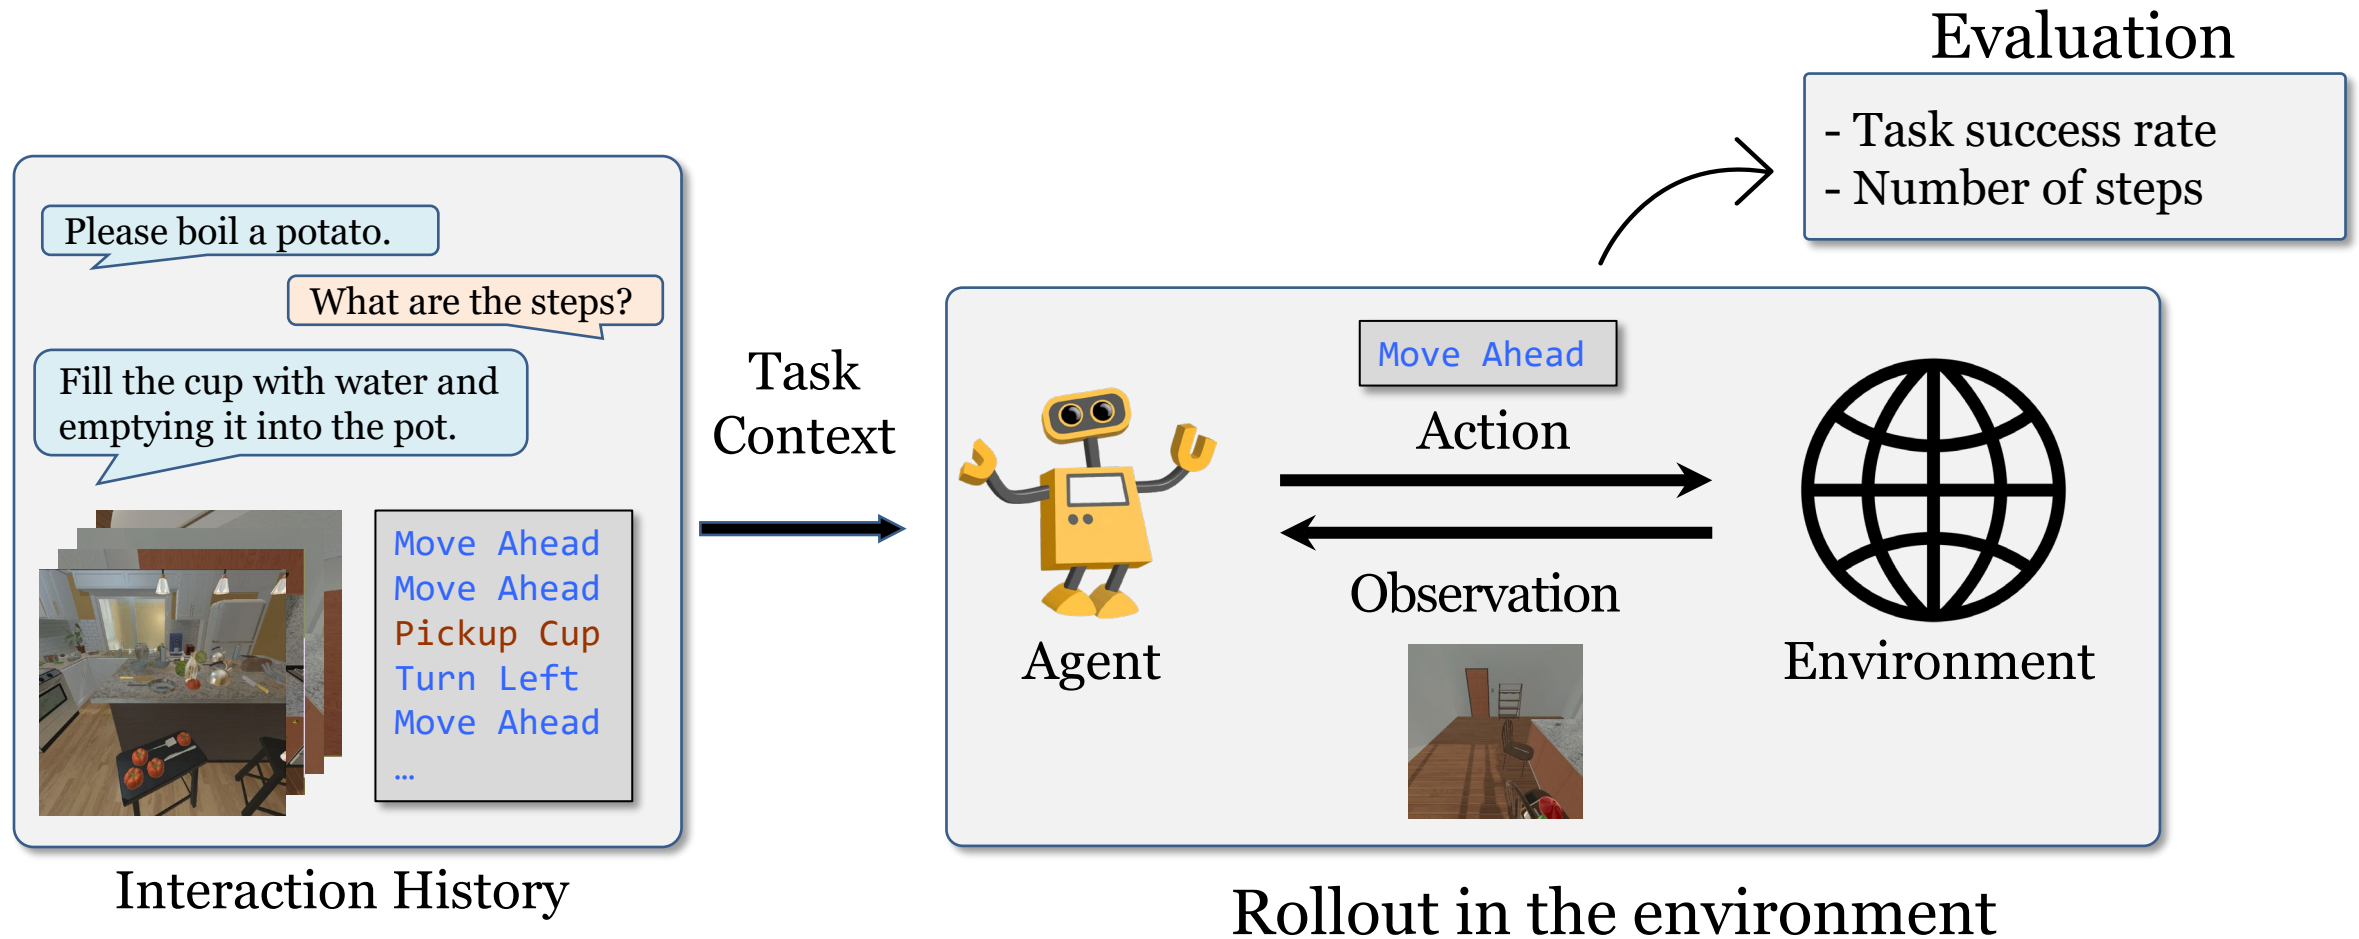 Please boil a potato.
What are the steps?
Fill the cup with water and
emptying it into the pot.
Move Ahead
Move Ahead
Pickup Cup
Turn Left
Move Ahead
…
Interaction History
Task
Context
Move Ahead
Action
Observation
Agent
Environment
Rollout in the environment
Evaluation
- Task success rate
- Number of steps